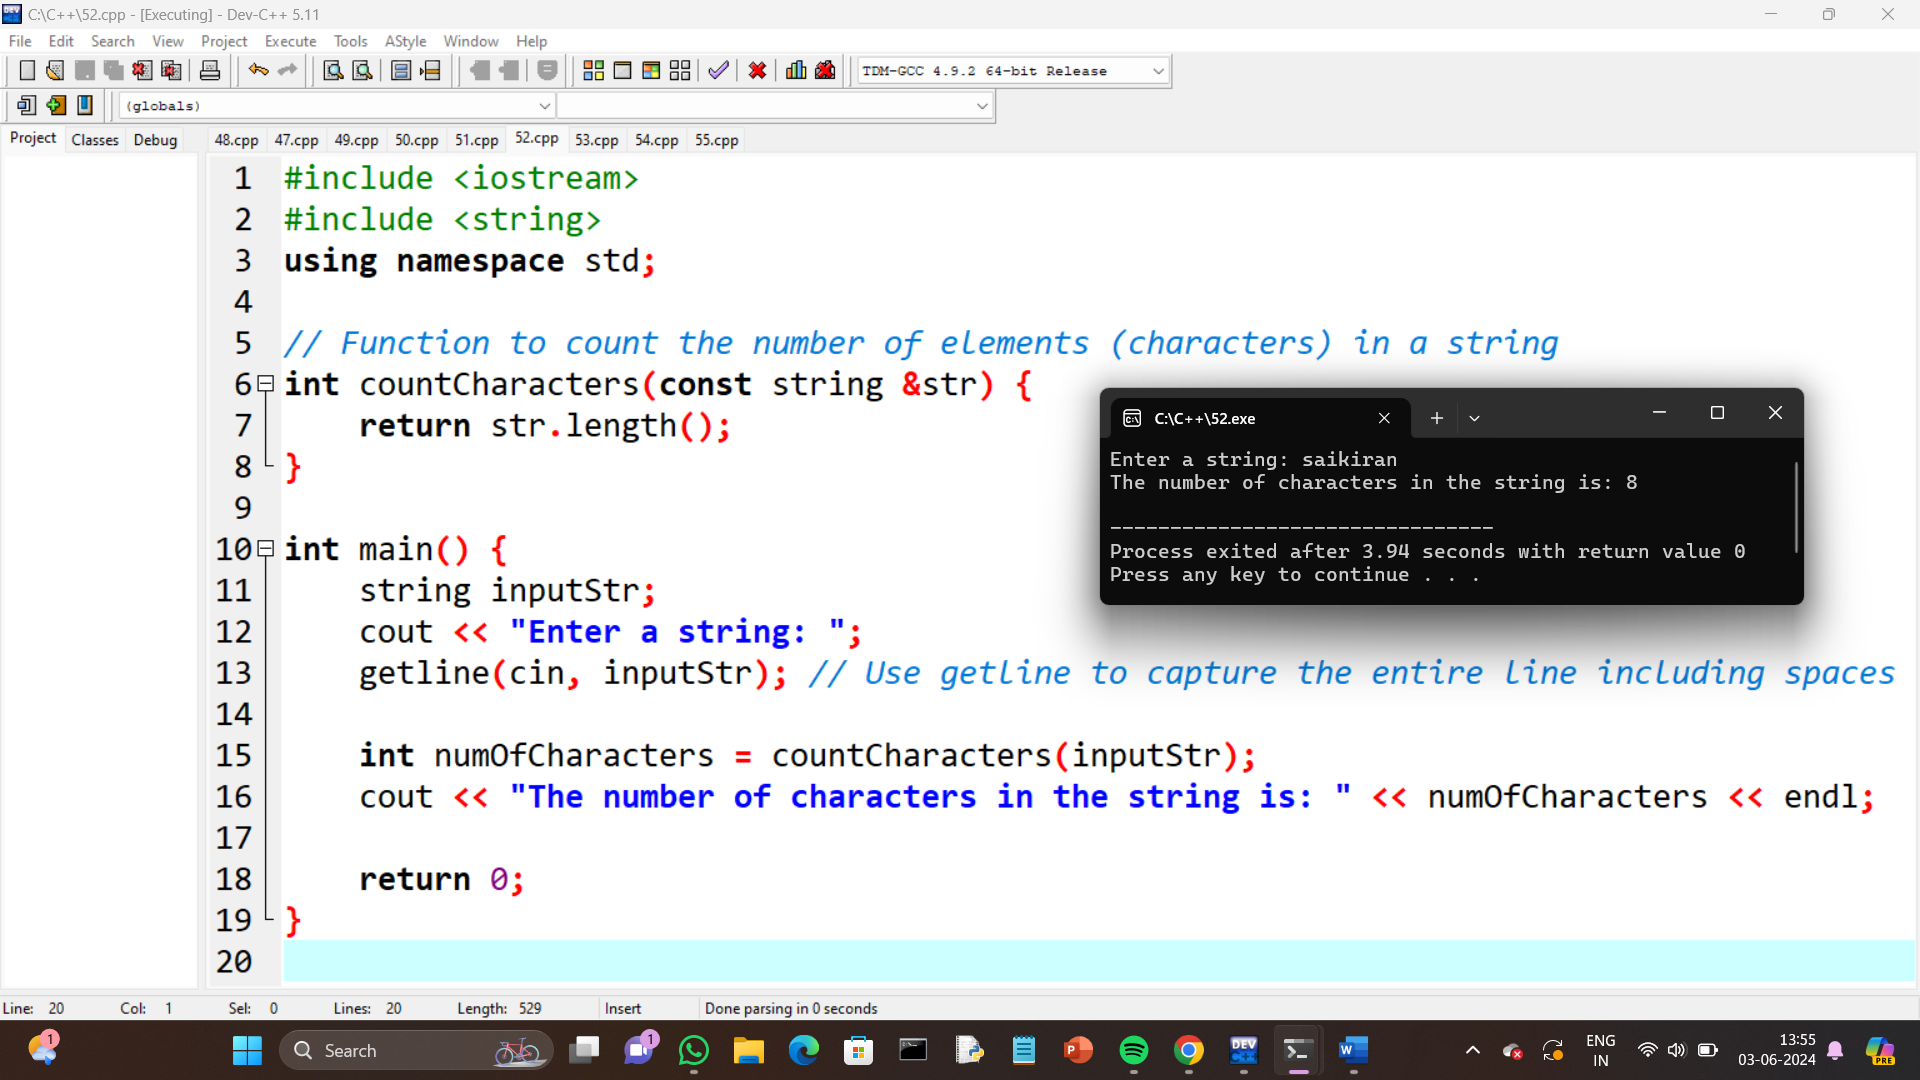 C:\C++\52.cpp - [Executing] - Dev-C++ 5.11
File Edit Search View Project Execute Tools AStyle Window Help
TDM-GCC 4.9.2 64-bit Release
(globals)
Project Classes Debug 48.cpp 47.cpp 49.cpp 50.cpp 51.cpp 52.cpp 53.cpp 54.cpp 55.cpp
1 #include <iostream>
2 #include <string>
3 using namespace std;
4
5 // Function to count the number of elements (characters) in a string
6 int countCharacters(const string &str) {
7 return str.length();
8 }
9
10 int main() {
11 string inputStr;
12 cout << "Enter a string: ";
13 getline(cin, inputStr); // Use getline to capture the entire line including spaces
14
15 int numOfCharacters = countCharacters(inputStr);
16 cout << "The number of characters in the string is: " << numOfCharacters << endl;
17
18 return 0;
19 }
20
C:\C++\52.exe
Enter a string: saikiran
The number of characters in the string is: 8
--------------------------------
Process exited after 3.94 seconds with return value 0
Press any key to continue . . .
Line: 20 Col: 1 Sel: 0 Lines: 20 Length: 529 Insert Done parsing in 0 seconds
1
Search
1
DEV
ENG
IN
13:55
03-06-2024
PRE